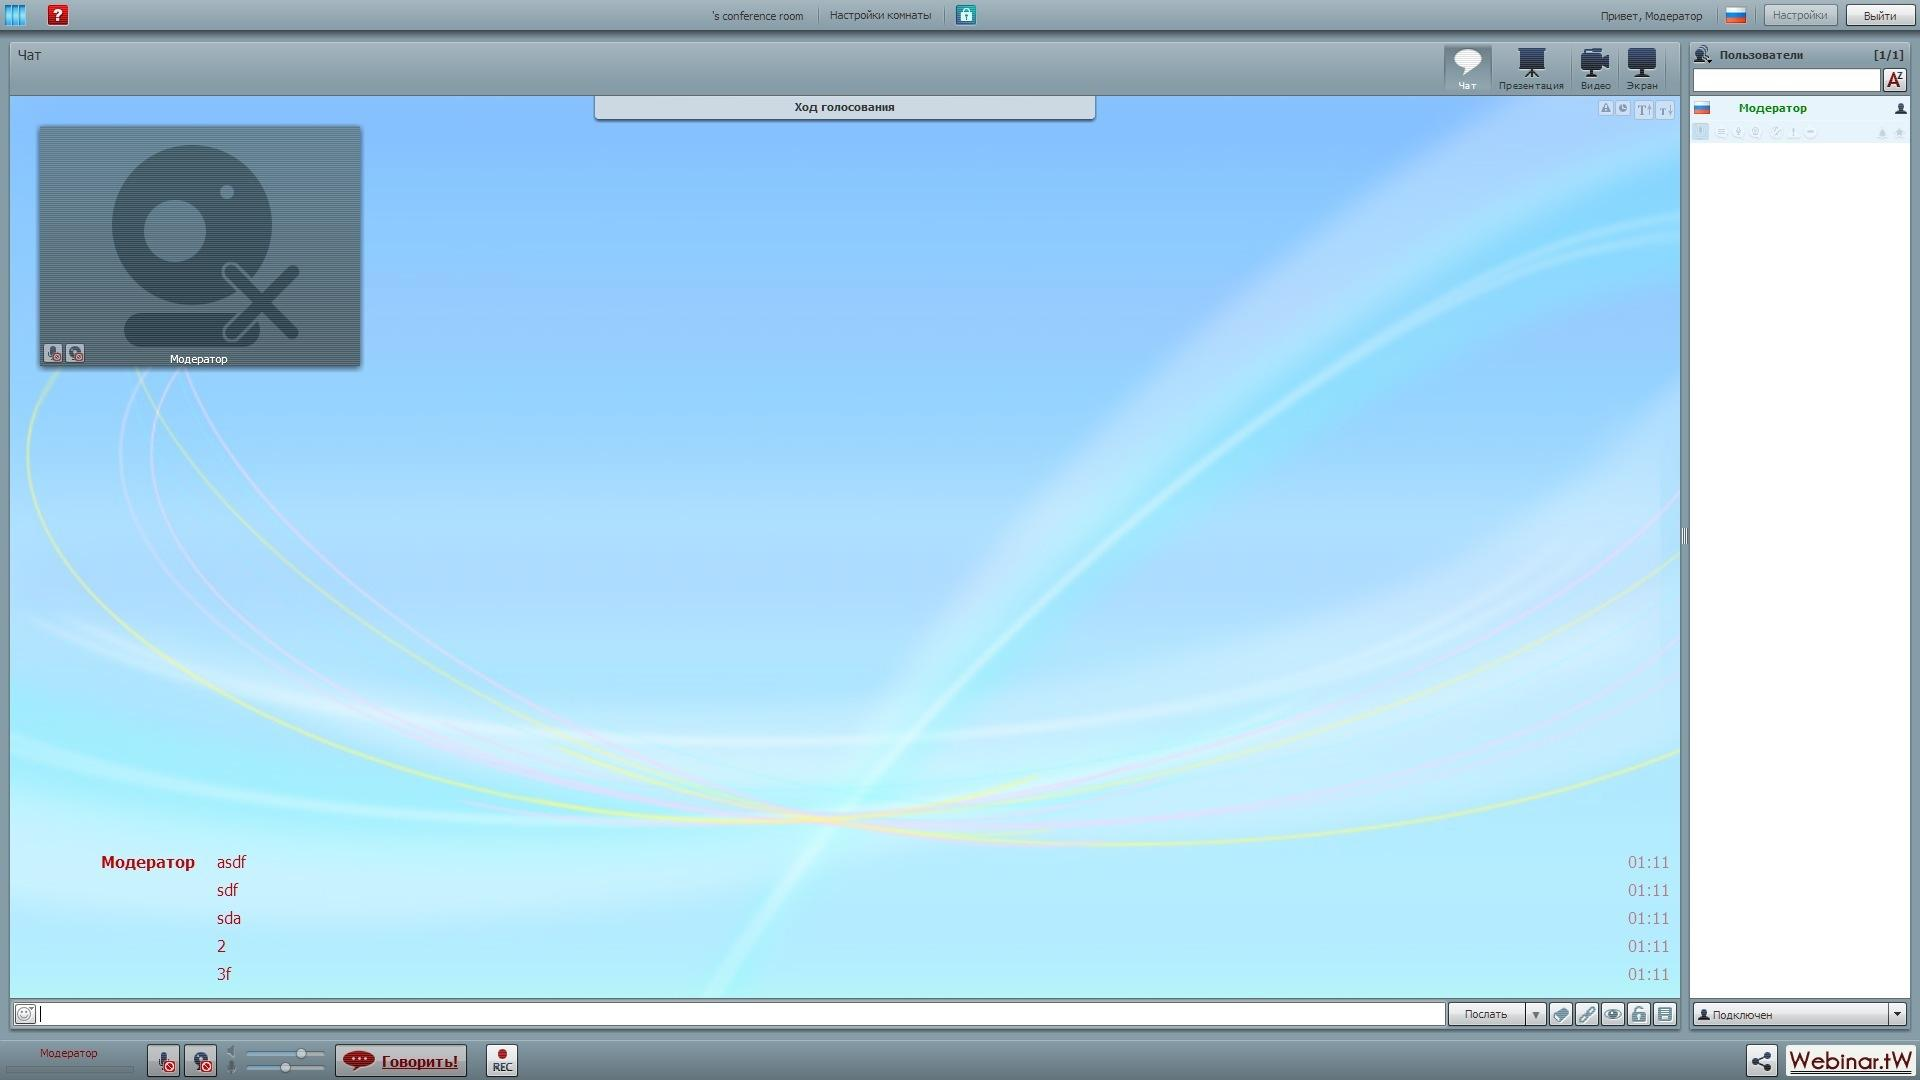 ?
's conference room
Настройки комнаты
Привет, Модератор
Настройки
Выйти
Чат
Чат
Презентация
Видео
Экран
Пользователи
[1/1]
Ход голосования
Модератор
Модератор
Модератор asdf 01:11
sdf 01:11
sda 01:11
2 01:11
3f 01:11
Послать
Подключен
Модератор
Говорить!
REC
Webinar.tw